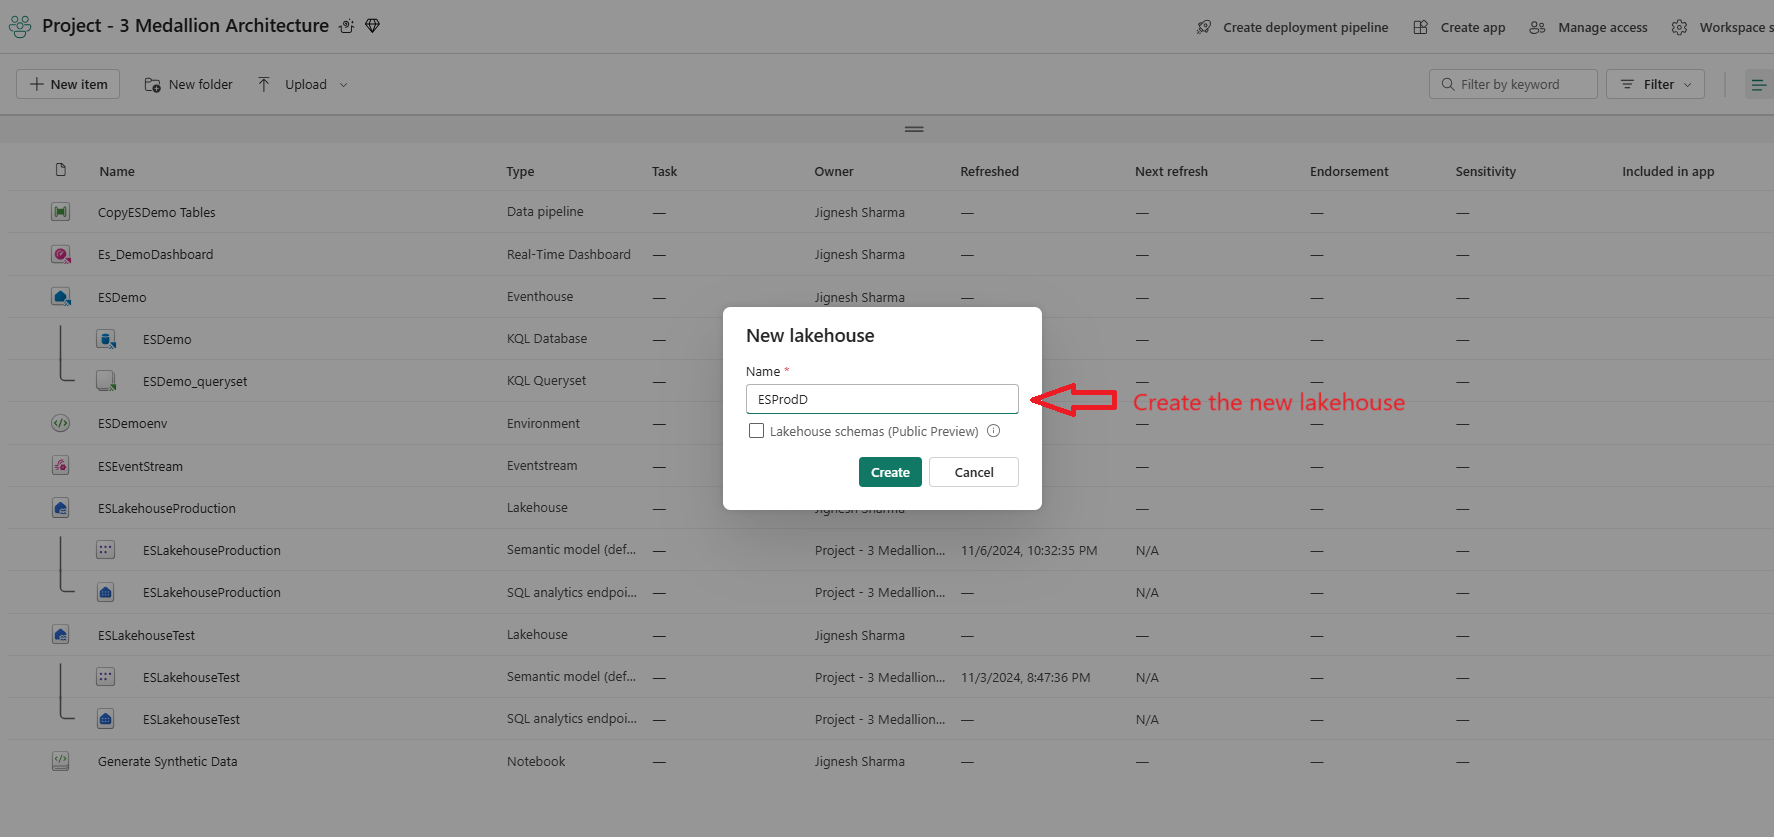 Project - 3 Medallion Architecture
Create deployment pipeline Create app Manage access Workspace s
New item New folder Upload Filter by keyword Filter
Name Type Task Owner Refreshed Next refresh Endorsement Sensitivity Included in app
CopyESDemo Tables Data pipeline — Jignesh Sharma — — — —
Es_DemoDashboard Real-Time Dashboard — Jignesh Sharma — — — —
ESDemo Eventhouse — Jignesh Sharma — — — —
ESDemo KQL Database — — — —
ESDemo_queryset KQL Queryset — — — —
ESDemoenv Environment — — — —
ESEventStream Eventstream — — — —
ESLakehouseProduction Lakehouse — Jignesh Sharma — — —
ESLakehouseProduction Semantic model (def... — Project - 3 Medallion... 11/6/2024, 10:32:35 PM N/A — —
ESLakehouseProduction SQL analytics endpoi... — Project - 3 Medallion... — N/A — —
ESLakehouseTest Lakehouse — Jignesh Sharma — — — —
ESLakehouseTest Semantic model (def... — Project - 3 Medallion... 11/3/2024, 8:47:36 PM N/A — —
ESLakehouseTest SQL analytics endpoi... — Project - 3 Medallion... — N/A — —
Generate Synthetic Data Notebook — Jignesh Sharma — — — —
New lakehouse
Name *
ESProdD
Lakehouse schemas (Public Preview)
Create Cancel
Create the new lakehouse